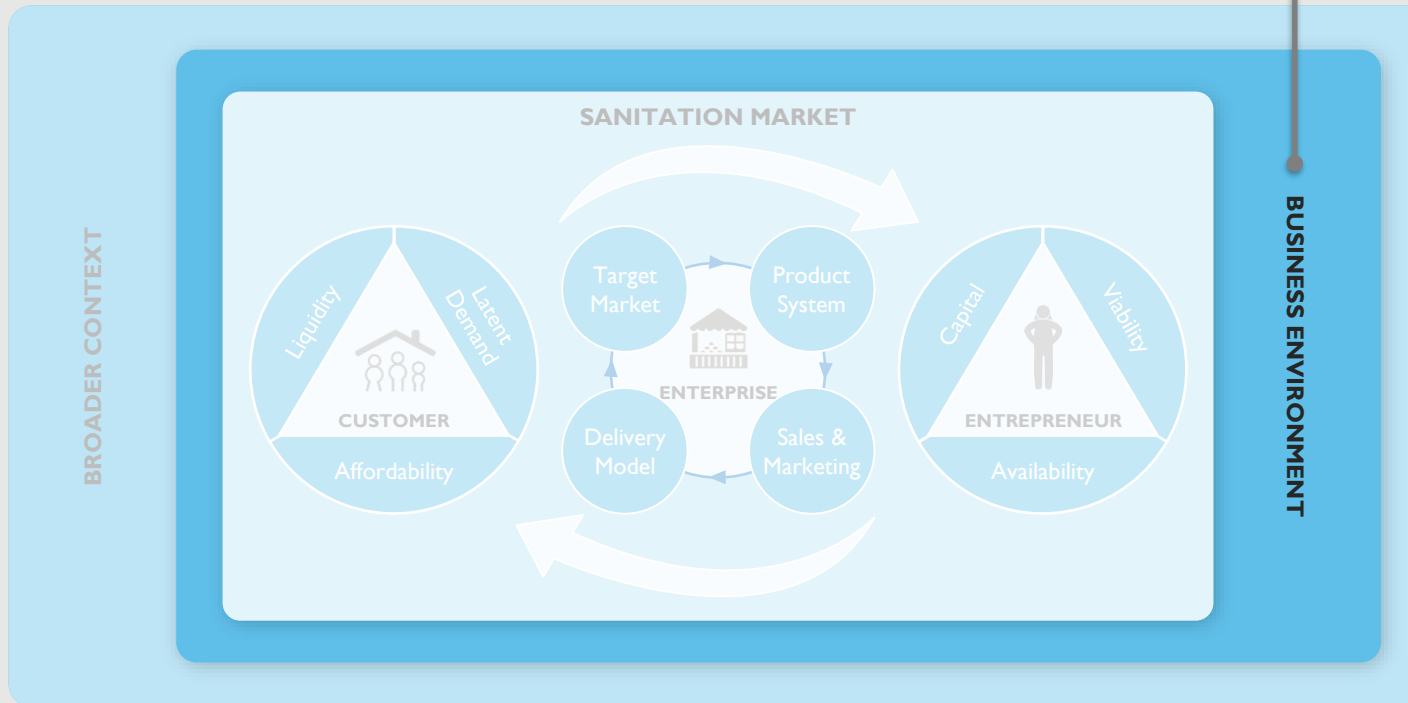 SANITATION MARKET
BROADER CONTEXT
Liquidity
Latent
Demand
CUSTOMER
Affordability
Target
Market
Product
System
ENTERPRISE
Delivery
Model
Sales &
Marketing
Capital
Viability
ENTREPRENEUR
Availability
BUSINESS ENVIRONMENT